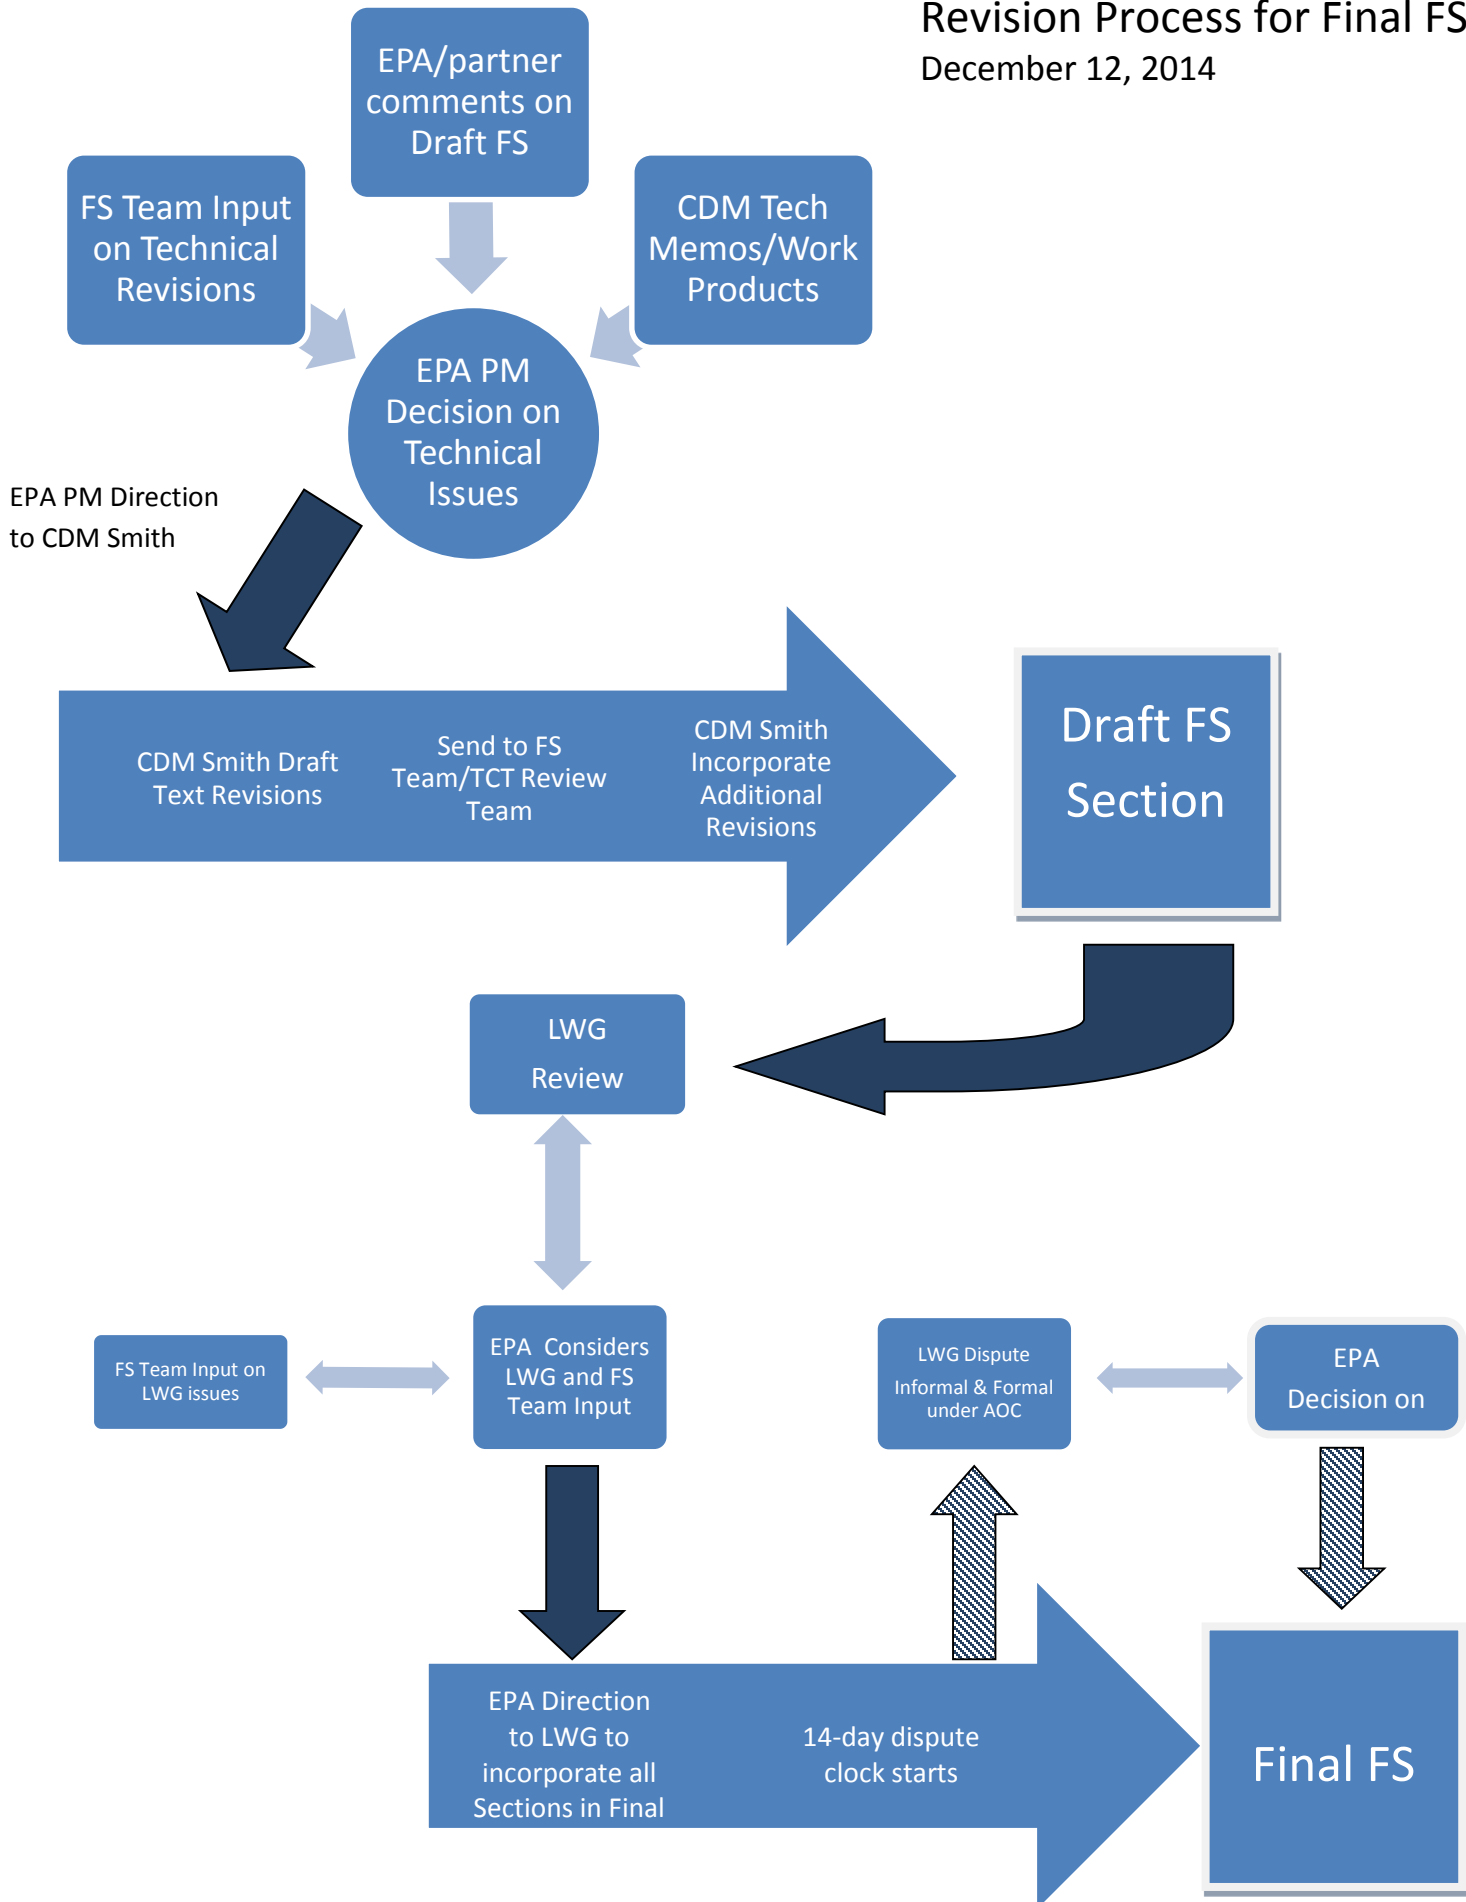 Revision Process for Final FS
December 12, 2014
EPA/partner
comments on
Draft FS
FS Team Input
on Technical
Revisions
CDM Tech
Memos/Work
Products
EPA PM
Decision on
Technical
Issues
EPA PM Direction
to CDM Smith
CDM Smith Draft
Text Revisions
Send to FS
Team/TCT Review
Team
CDM Smith
Incorporate
Additional
Revisions
Draft FS
Section
LWG
Review
FS Team Input on
LWG issues
EPA  Considers
LWG and FS
Team Input
LWG Dispute
Informal & Formal
under AOC
EPA
Decision on
EPA Direction
to LWG to
incorporate all
Sections in Final
14-day dispute
clock starts
Final FS